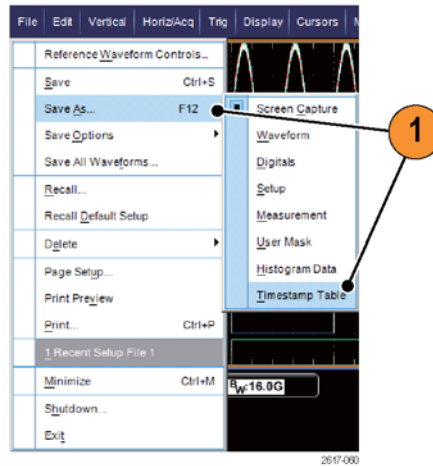 File Edit Vertical Horiz/Acq Trig Display Cursors
Reference Waveform Controls...
Save Ctrl+S
Save As... F12
Save Options
Save All Waveforms...
Recall...
Recall Default Setup
Delete
Page Setup...
Print Preview
Print... Ctrl+P
1 Recent Setup File 1
Minimize Ctrl+M
Shutdown...
Exit
Screen Capture
Waveform
Digitals
Setup
Measurement
User Mask
Histogram Data
Timestamp Table
1
BW:16.0G
2617-060